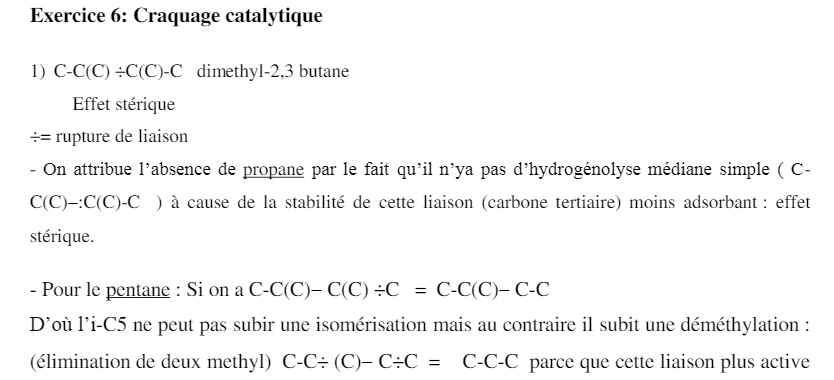 Exercice 6: Craquage catalytique
1) C-C(C) ÷C(C)-C dimethyl-2,3 butane
Effet stérique
÷= rupture de liaison
- On attribue l’absence de propane par le fait qu’il n’ya pas d’hydrogénolyse médiane simple ( C-
C(C)–:C(C)-C ) à cause de la stabilité de cette liaison (carbone tertiaire) moins adsorbant : effet
stérique.
- Pour le pentane : Si on a C-C(C)– C(C) ÷C = C-C(C)– C-C
D’où l’i-C5 ne peut pas subir une isomérisation mais au contraire il subit une déméthylation :
(élimination de deux methyl) C-C÷ (C)– C÷C = C-C-C parce que cette liaison plus active